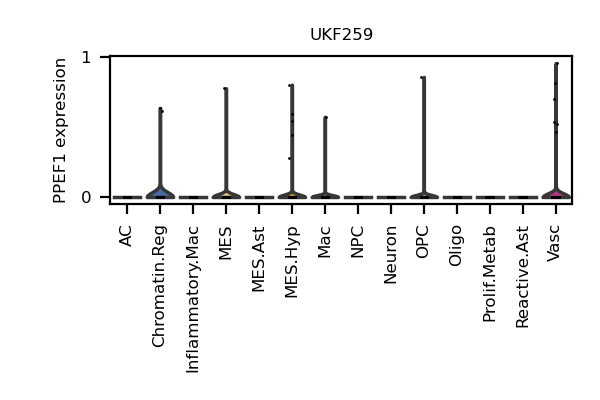 UKF259
PPEF1 expression
1
0
AC
Chromatin.Reg
Inflammatory.Mac
MES
MES.Ast
MES.Hyp
Mac
NPC
Neuron
OPC
Oligo
Prolif.Metab
Reactive.Ast
Vasc